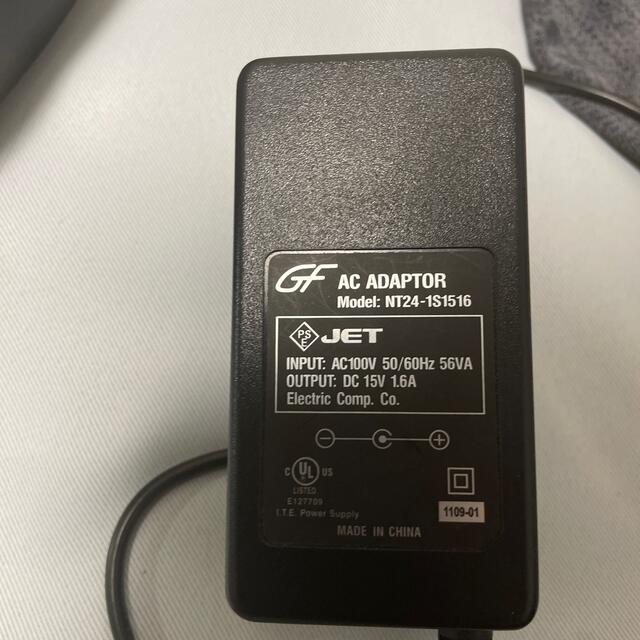 GF AC ADAPTOR
Model: NT24-1S1516
PSE JET
INPUT: AC100V 50/60Hz 56VA
OUTPUT: DC 15V 1.6A
Electric Comp. Co.
C UL US
LISTED
E127709
I.T.E. Power Supply
1109-01
MADE IN CHINA